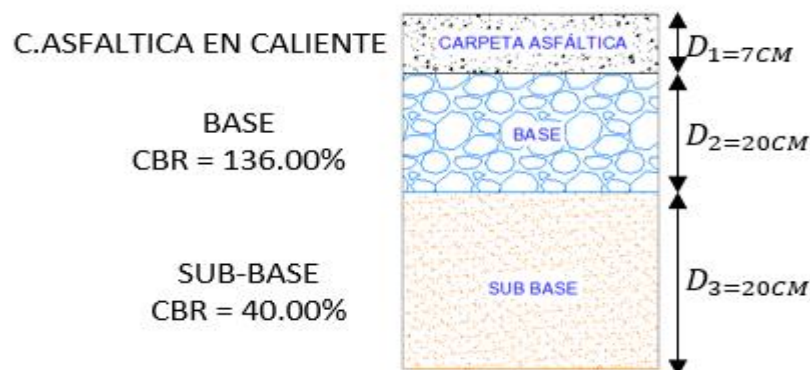 C.ASFALTICA EN CALIENTE
CARPETA ASFÁLTICA
D1=7CM
BASE
CBR = 136.00%
BASE
D2=20CM
SUB-BASE
CBR = 40.00%
SUB BASE
D3=20CM